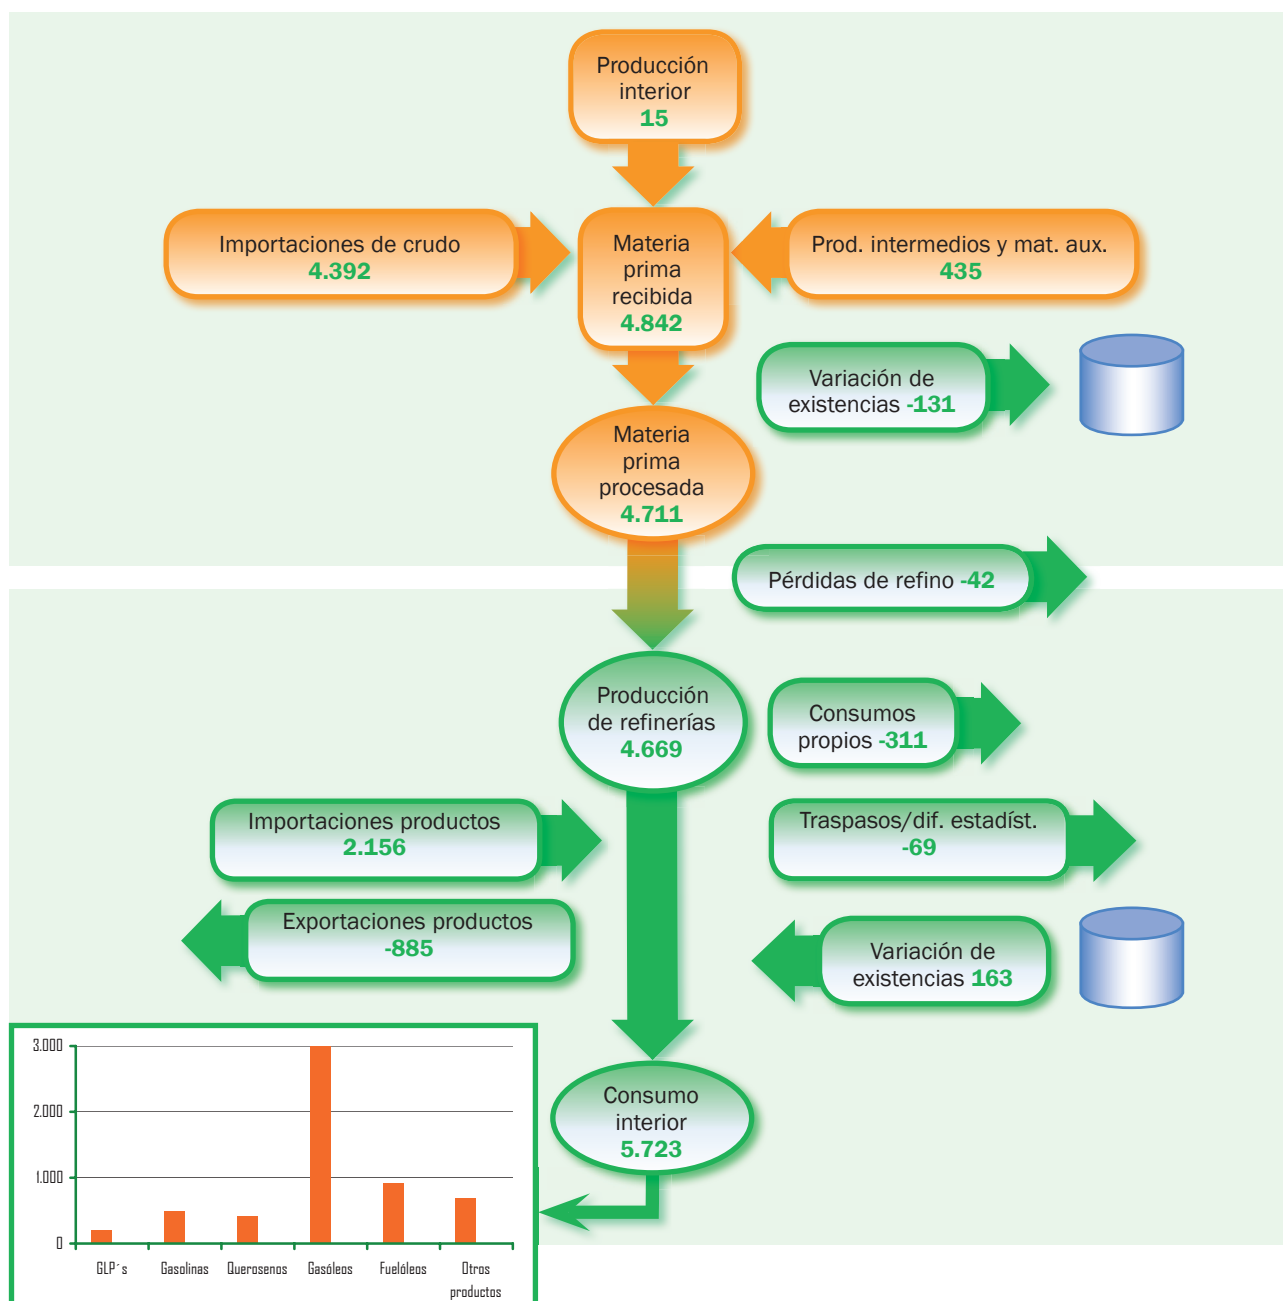 Producción
interior
15
Importaciones de crudo
4.392
Materia
prima
recibida
4.842
Prod. intermedios y mat. aux.
435
Variación de
existencias -131
Materia
prima
procesada
4.711
Pérdidas de refino -42
Producción
de refinerías
4.669
Consumos
propios -311
Importaciones productos
2.156
Traspasos/dif. estadíst.
-69
Exportaciones productos
-885
Variación de
existencias 163
Consumo
interior
5.723
3.000
2.000
1.000
0
GLP´s Gasolinas Querosenos Gasóleos Fuelóleos Otros
productos